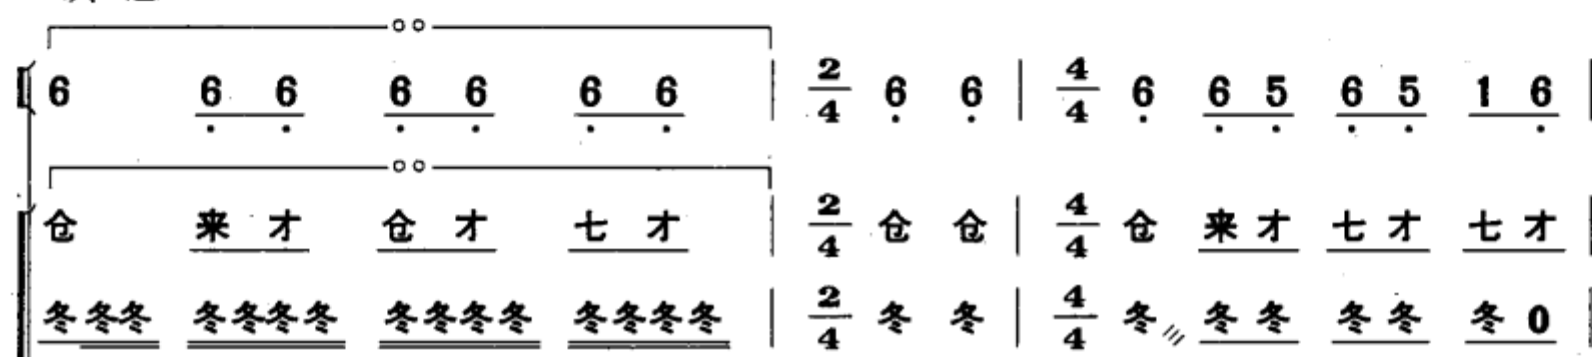 6 6 6 6 6 6 6 | 2/4 6 6 | 4/4 6 6 5 6 5 1 6 |
仓 来 才 仓 才 七 才 | 2/4 仓 仓 | 4/4 仓 来 才 七 才 七 才 |
冬冬冬 冬冬冬冬 冬冬冬冬 冬冬冬冬 | 2/4 冬 冬 | 4/4 冬 冬 冬 冬 冬 冬 0 |